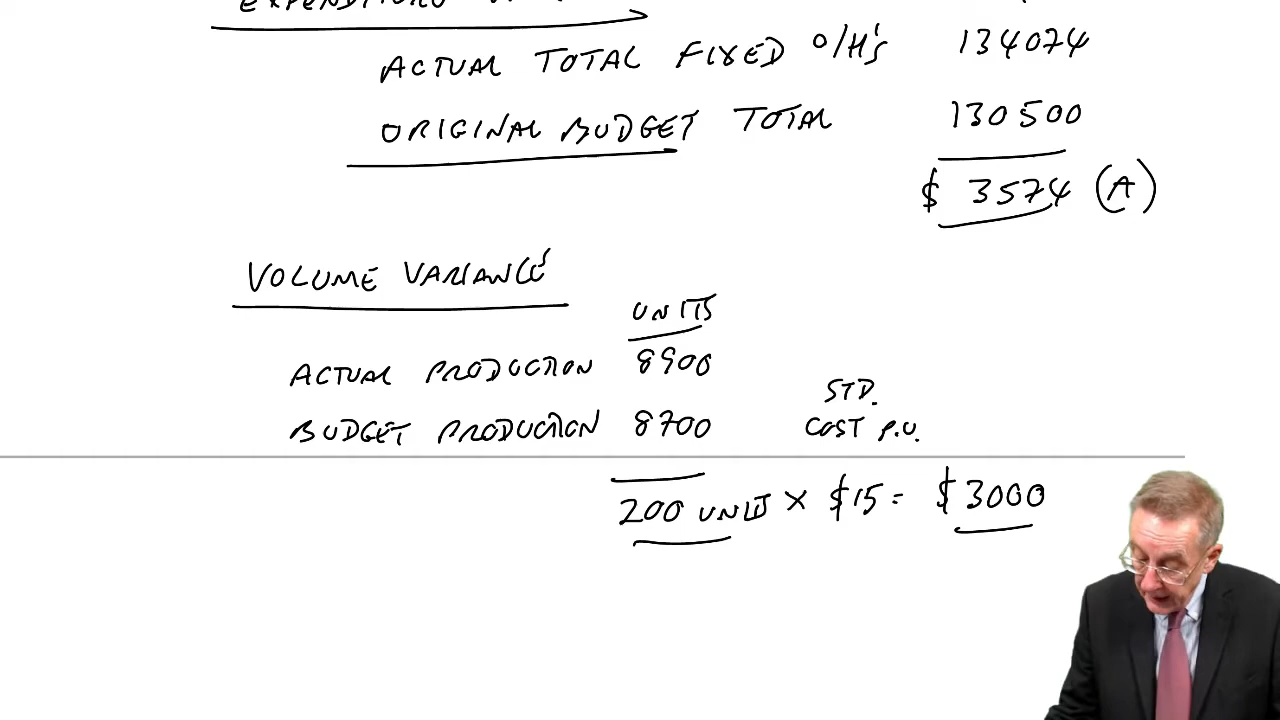 ACTUAL TOTAL FIXED O/H's 134074
ORIGINAL BUDGET TOTAL 130500
$ 3574 (A)
VOLUME VARIANCE
UNITS
ACTUAL PRODUCTION 8900
STD.
BUDGET PRODUCTION 8700 COST P.U.
200 UNITS × $15 = $3000